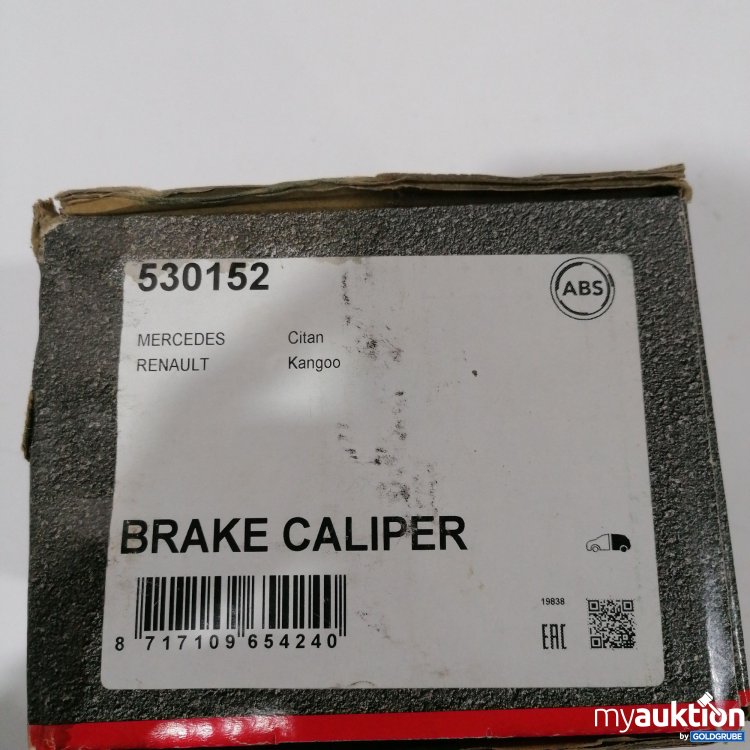 530152
ABS
MERCEDES Citan
RENAULT Kangoo
BRAKE CALIPER
8 717109 654240
19838
EAC
myauktion
by GOLDGRUBE